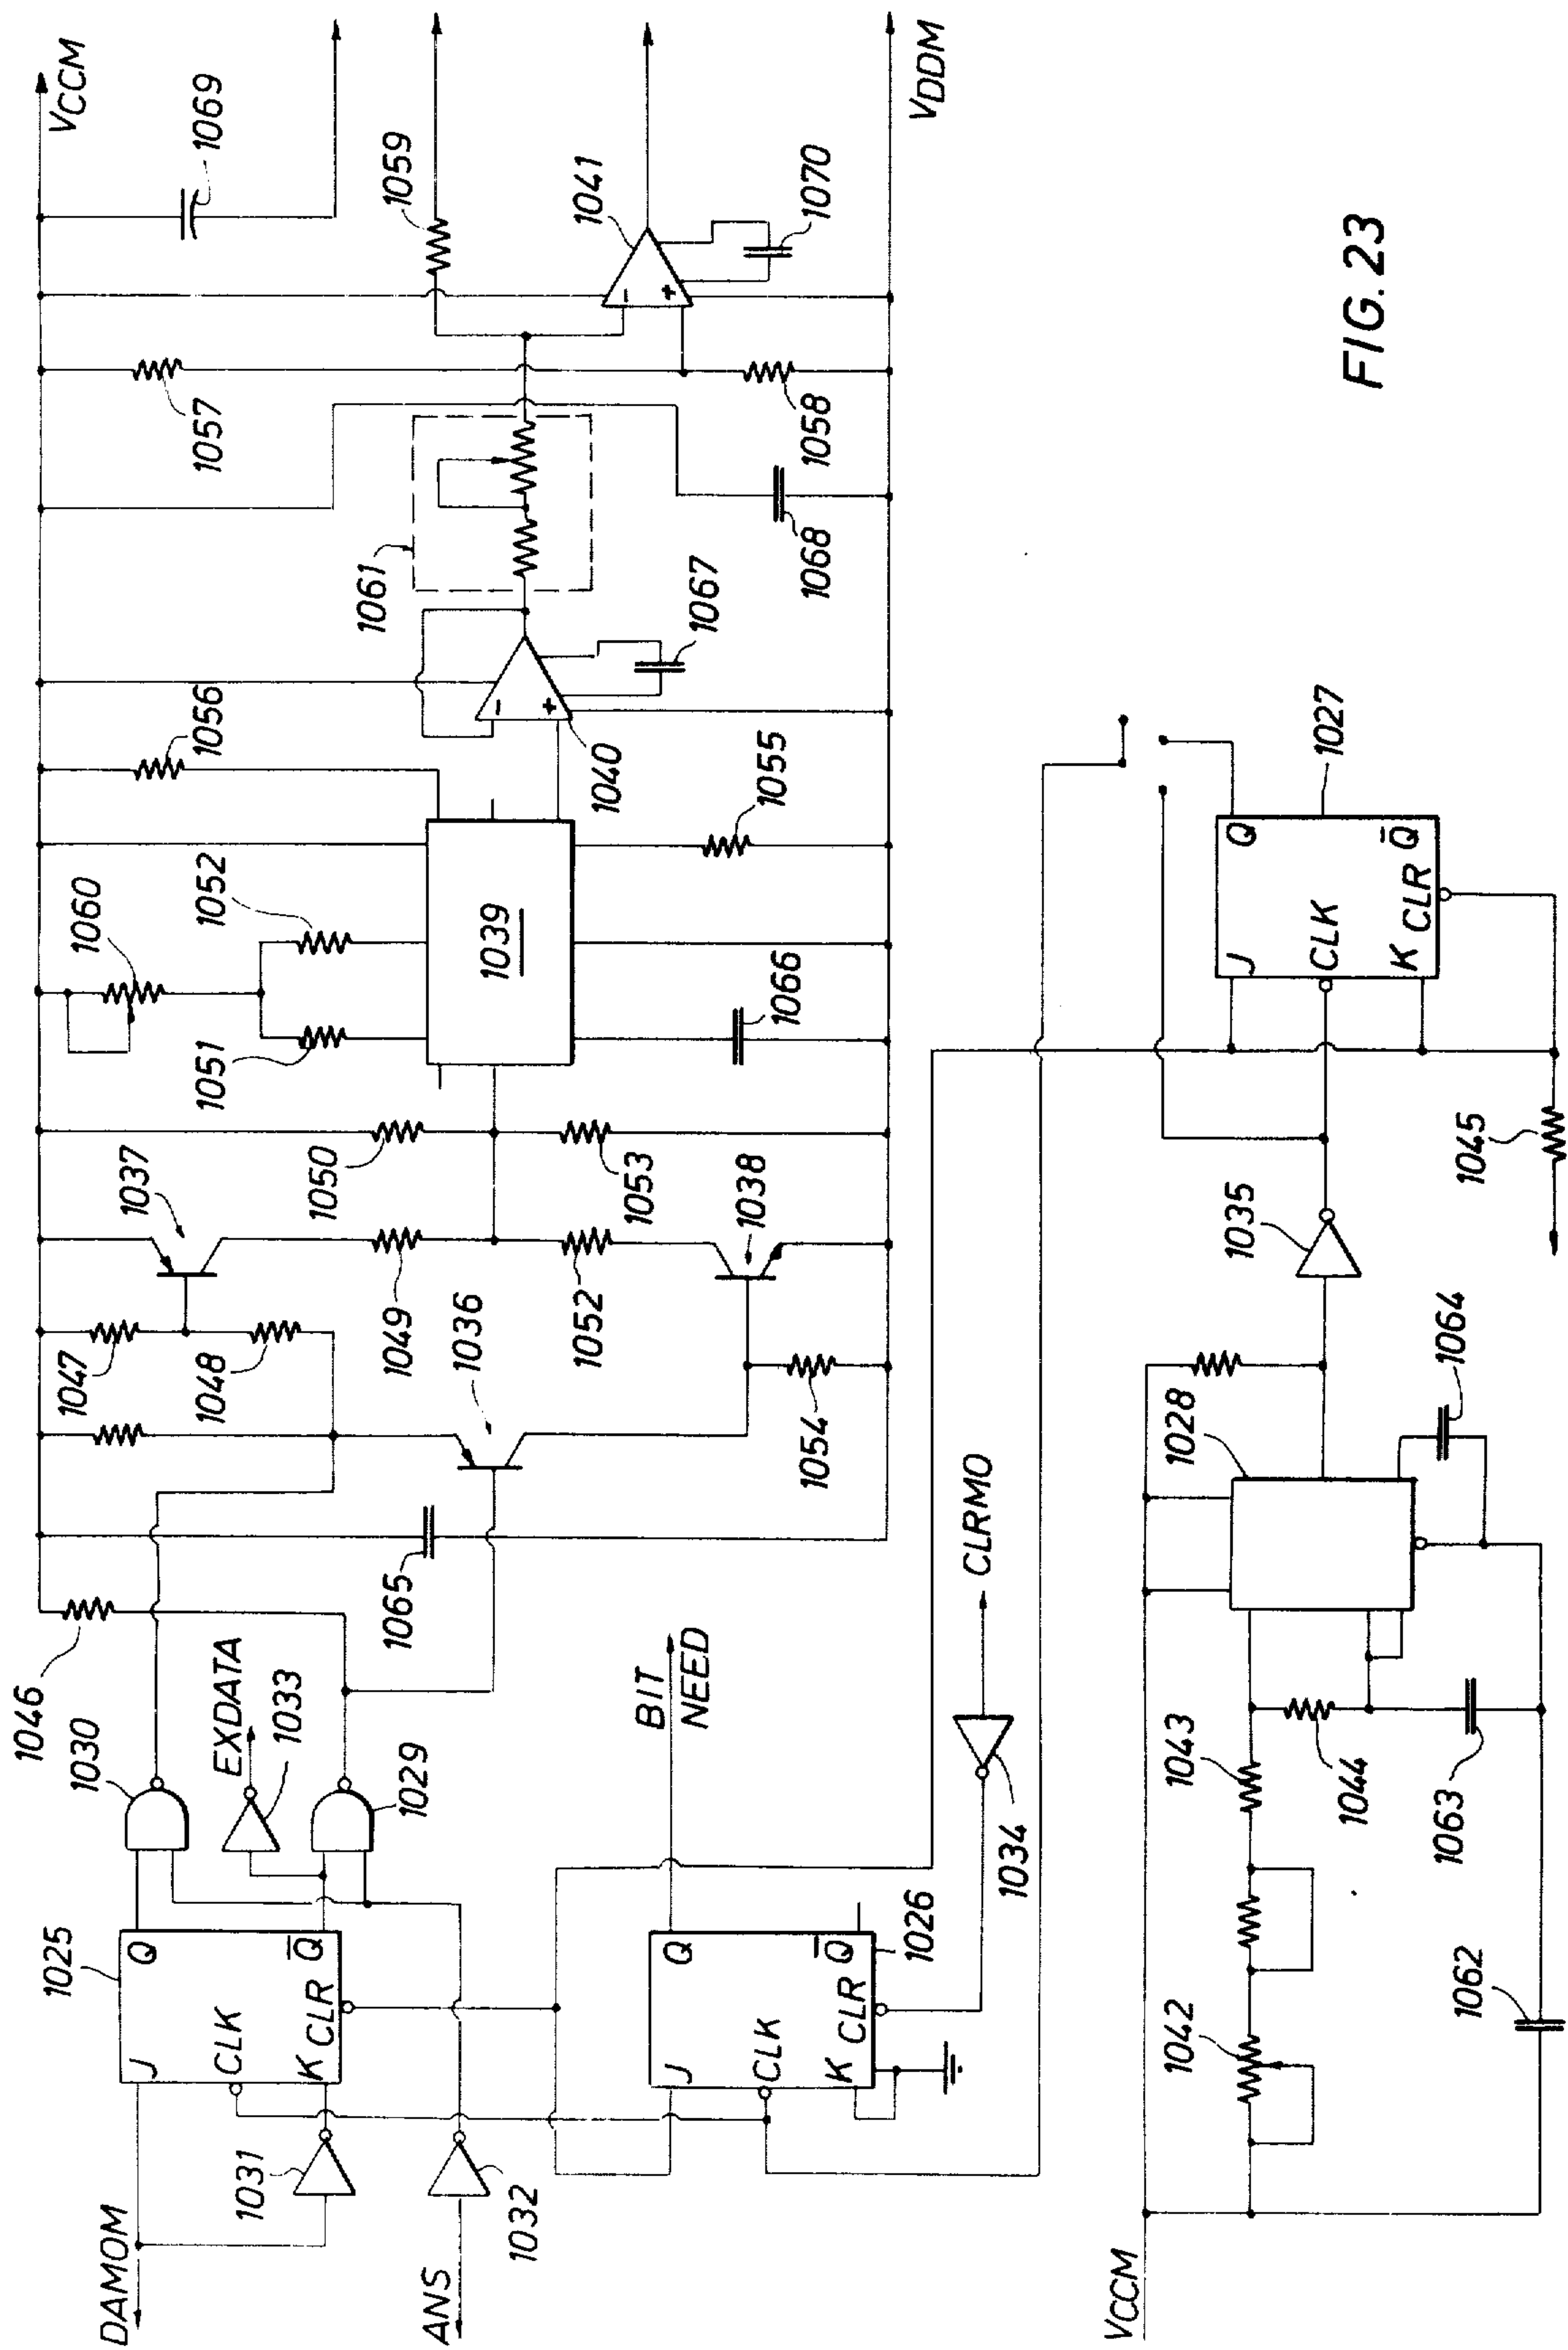 VCCM
1069
1059
1041
1070
VDDM
1057
1058
1061
1068
1067
1056
1040
1055
1060
1052
1051
1039
1066
1037
1050
1053
1038
1047
1048
1049
1036
1052
1054
1065
1046
1030
EXDATA
1033
1029
BIT
NEED
CLRMO
1034
1025
J
Q
CLK
K
CLR
Q̅
1026
J
Q
CLK
K
CLR
Q̅
1031
1032
DAMOM
ANS
FIG. 23
1027
J
Q
CLK
K
CLR
Q̅
1045
1035
1064
1028
1043
1044
1063
1042
1062
VCCM
-
+
-
+